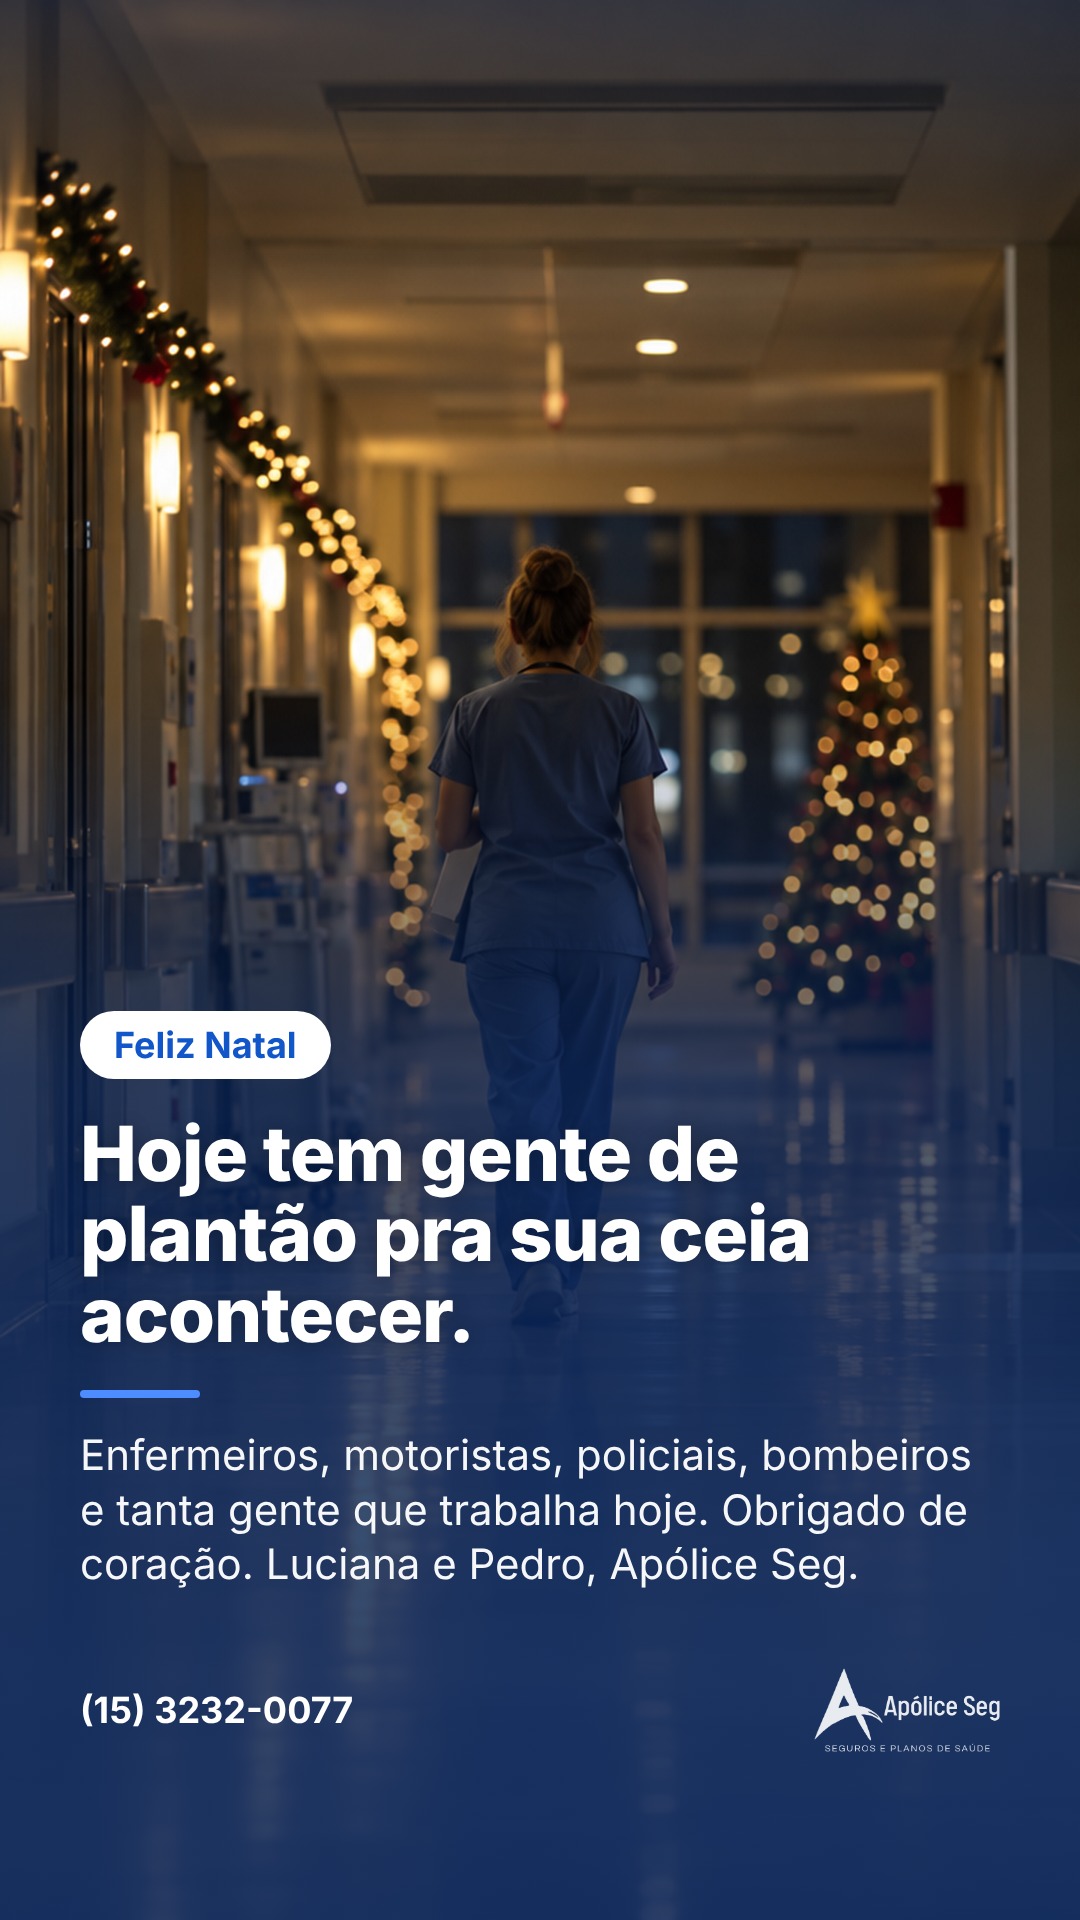 Feliz Natal
Hoje tem gente de
plantão pra sua ceia
acontecer.
Enfermeiros, motoristas, policiais, bombeiros
e tanta gente que trabalha hoje. Obrigado de
coração. Luciana e Pedro, Apólice Seg.
(15) 3232-0077
Apólice Seg
SEGUROS E PLANOS DE SAÚDE